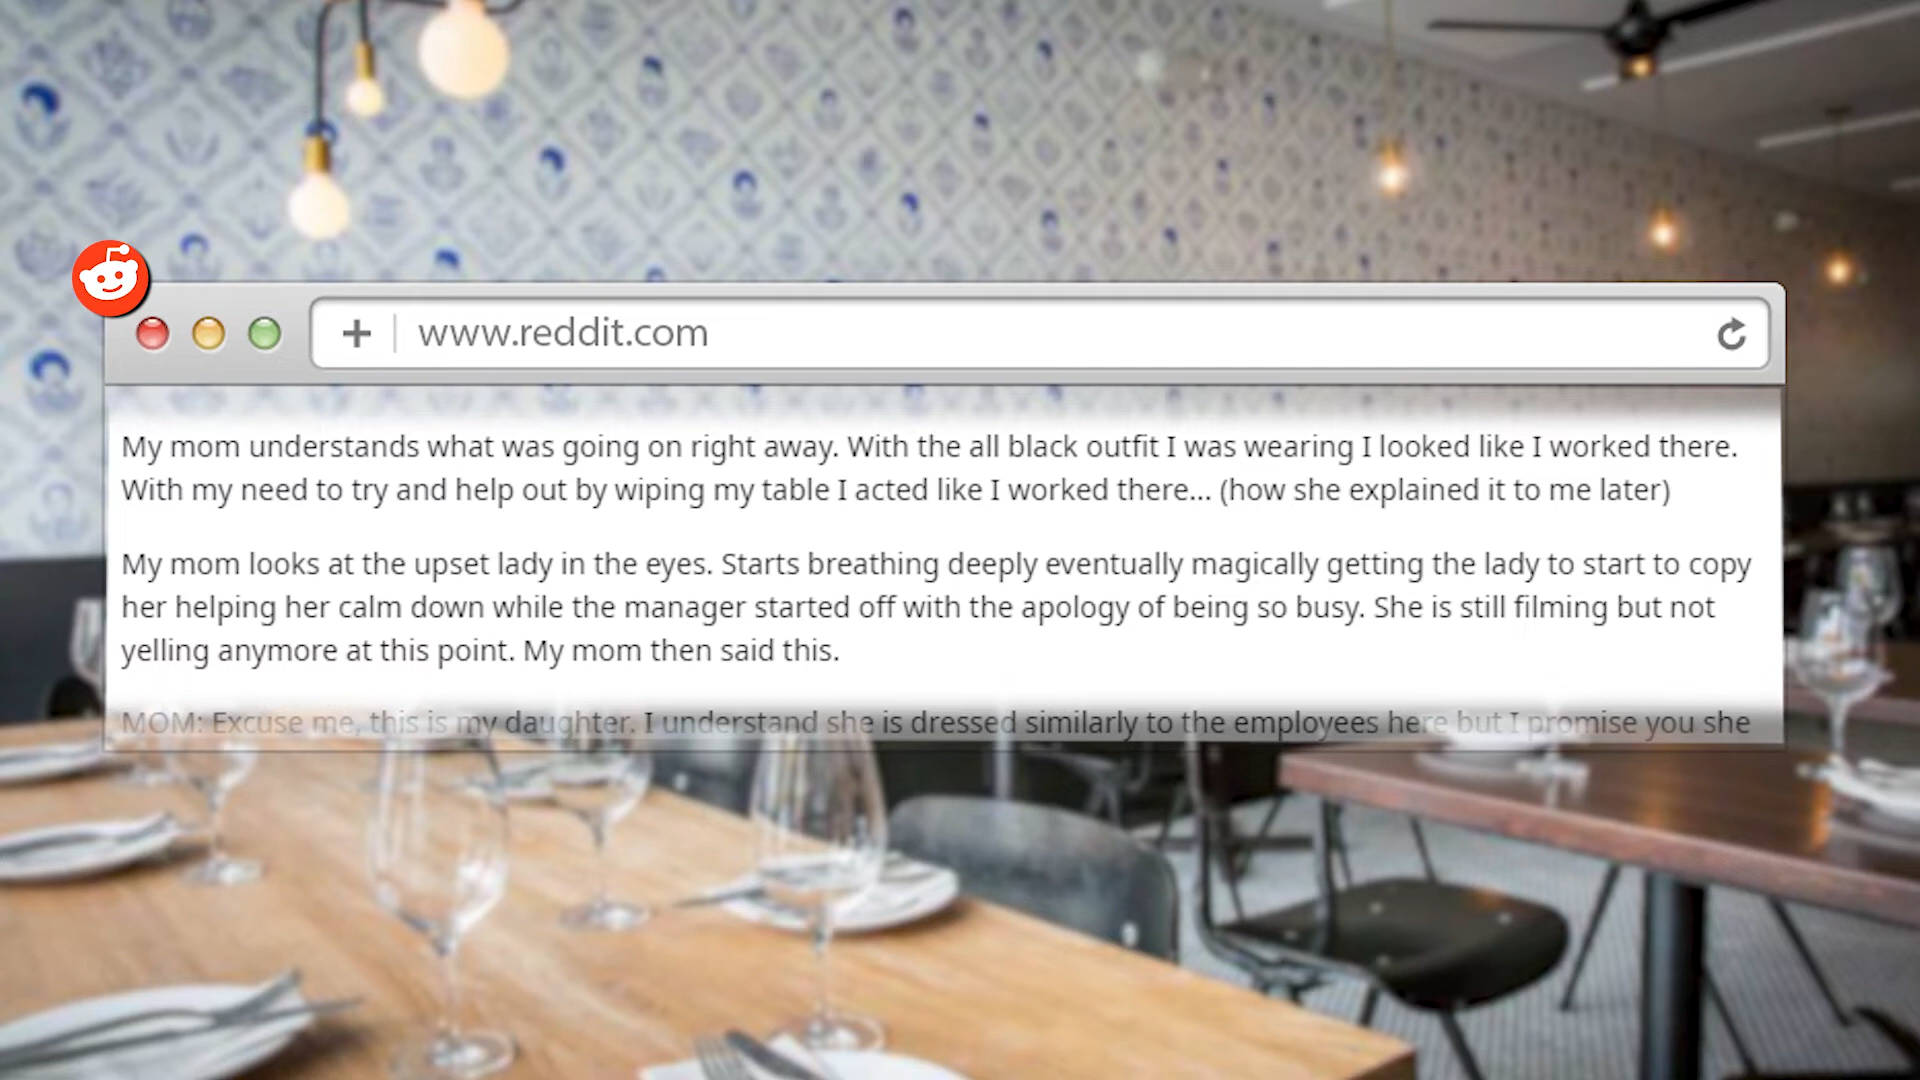 www.reddit.com
My mom understands what was going on right away. With the all black outfit I was wearing I looked like I worked there.
With my need to try and help out by wiping my table I acted like I worked there... (how she explained it to me later)
My mom looks at the upset lady in the eyes. Starts breathing deeply eventually magically getting the lady to start to copy
her helping her calm down while the manager started off with the apology of being so busy. She is still filming but not
yelling anymore at this point. My mom then said this.
MOM: Excuse me, this is my daughter. I understand she is dressed similarly to the employees here but I promise you she